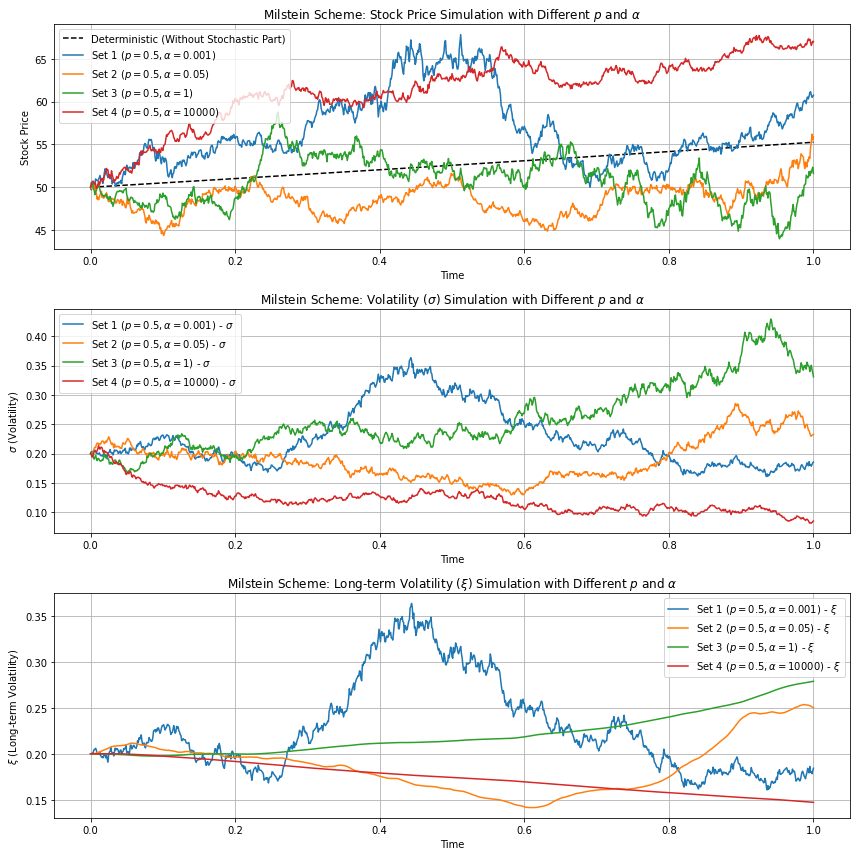 Milstein Scheme: Stock Price Simulation with Different p and α
Deterministic (Without Stochastic Part)
Set 1 (p = 0.5, α = 0.001)
Set 2 (p = 0.5, α = 0.05)
Set 3 (p = 0.5, α = 1)
Set 4 (p = 0.5, α = 10000)
Stock Price
65
60
55
50
45
0.0 0.2 0.4 0.6 0.8 1.0
Time
Milstein Scheme: Volatility (σ) Simulation with Different p and α
Set 1 (p = 0.5, α = 0.001) - σ
Set 2 (p = 0.5, α = 0.05) - σ
Set 3 (p = 0.5, α = 1) - σ
Set 4 (p = 0.5, α = 10000) - σ
σ (Volatility)
0.40
0.35
0.30
0.25
0.20
0.15
0.10
0.0 0.2 0.4 0.6 0.8 1.0
Time
Milstein Scheme: Long-term Volatility (ξ) Simulation with Different p and α
Set 1 (p = 0.5, α = 0.001) - ξ
Set 2 (p = 0.5, α = 0.05) - ξ
Set 3 (p = 0.5, α = 1) - ξ
Set 4 (p = 0.5, α = 10000) - ξ
ξ (Long-term Volatility)
0.35
0.30
0.25
0.20
0.15
0.0 0.2 0.4 0.6 0.8 1.0
Time